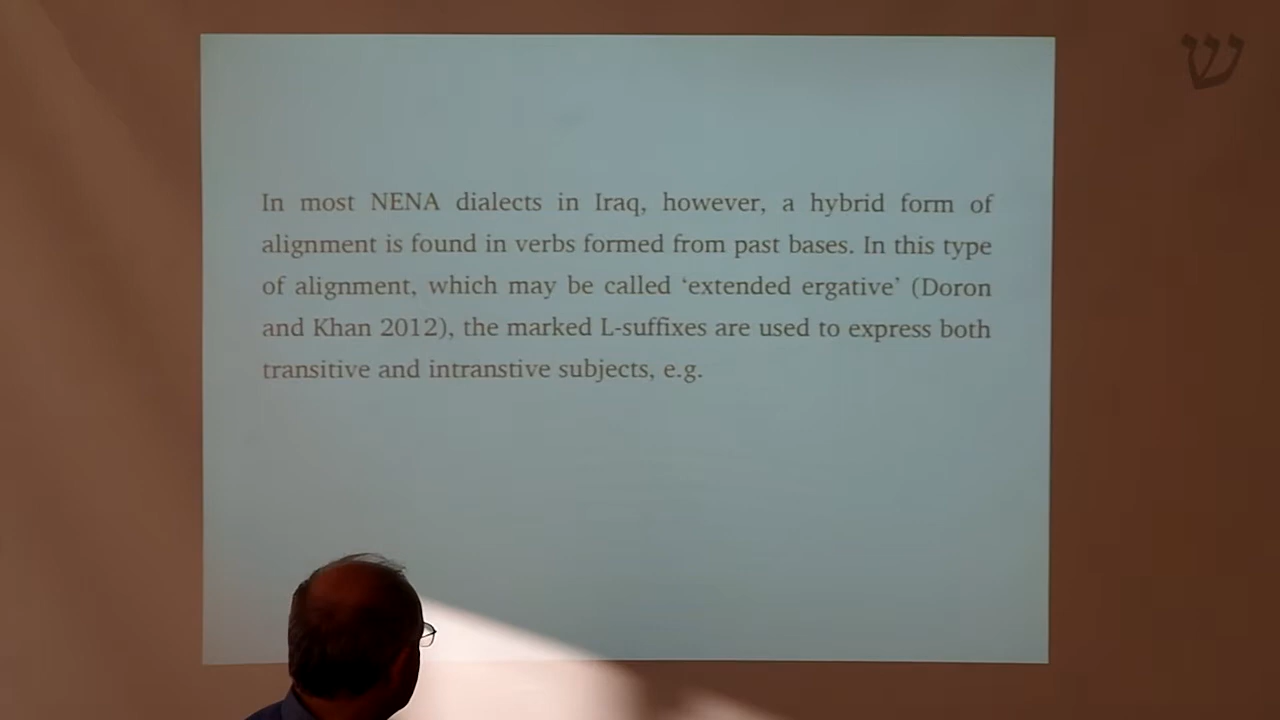 ש
In most NENA dialects in Iraq, however, a hybrid form of
alignment is found in verbs formed from past bases. In this type
of alignment, which may be called ‘extended ergative’ (Doron
and Khan 2012), the marked L-suffixes are used to express both
transitive and intranstive subjects, e.g.